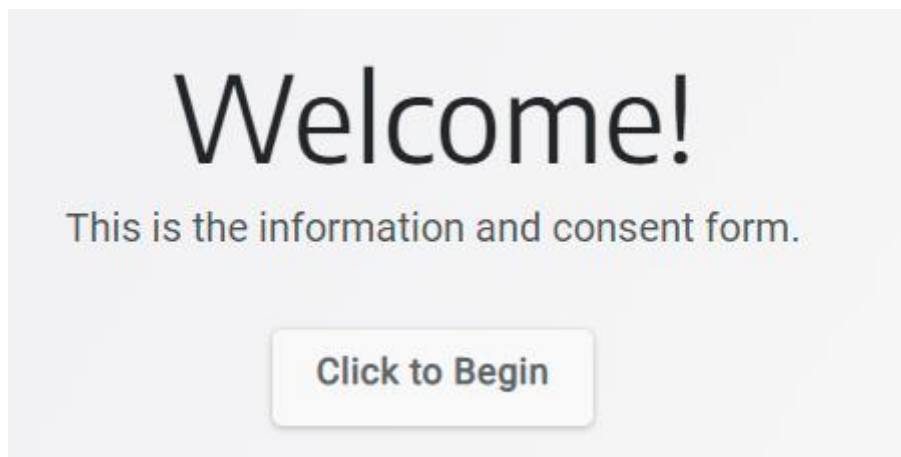 Welcome!
This is the information and consent form.
Click to Begin